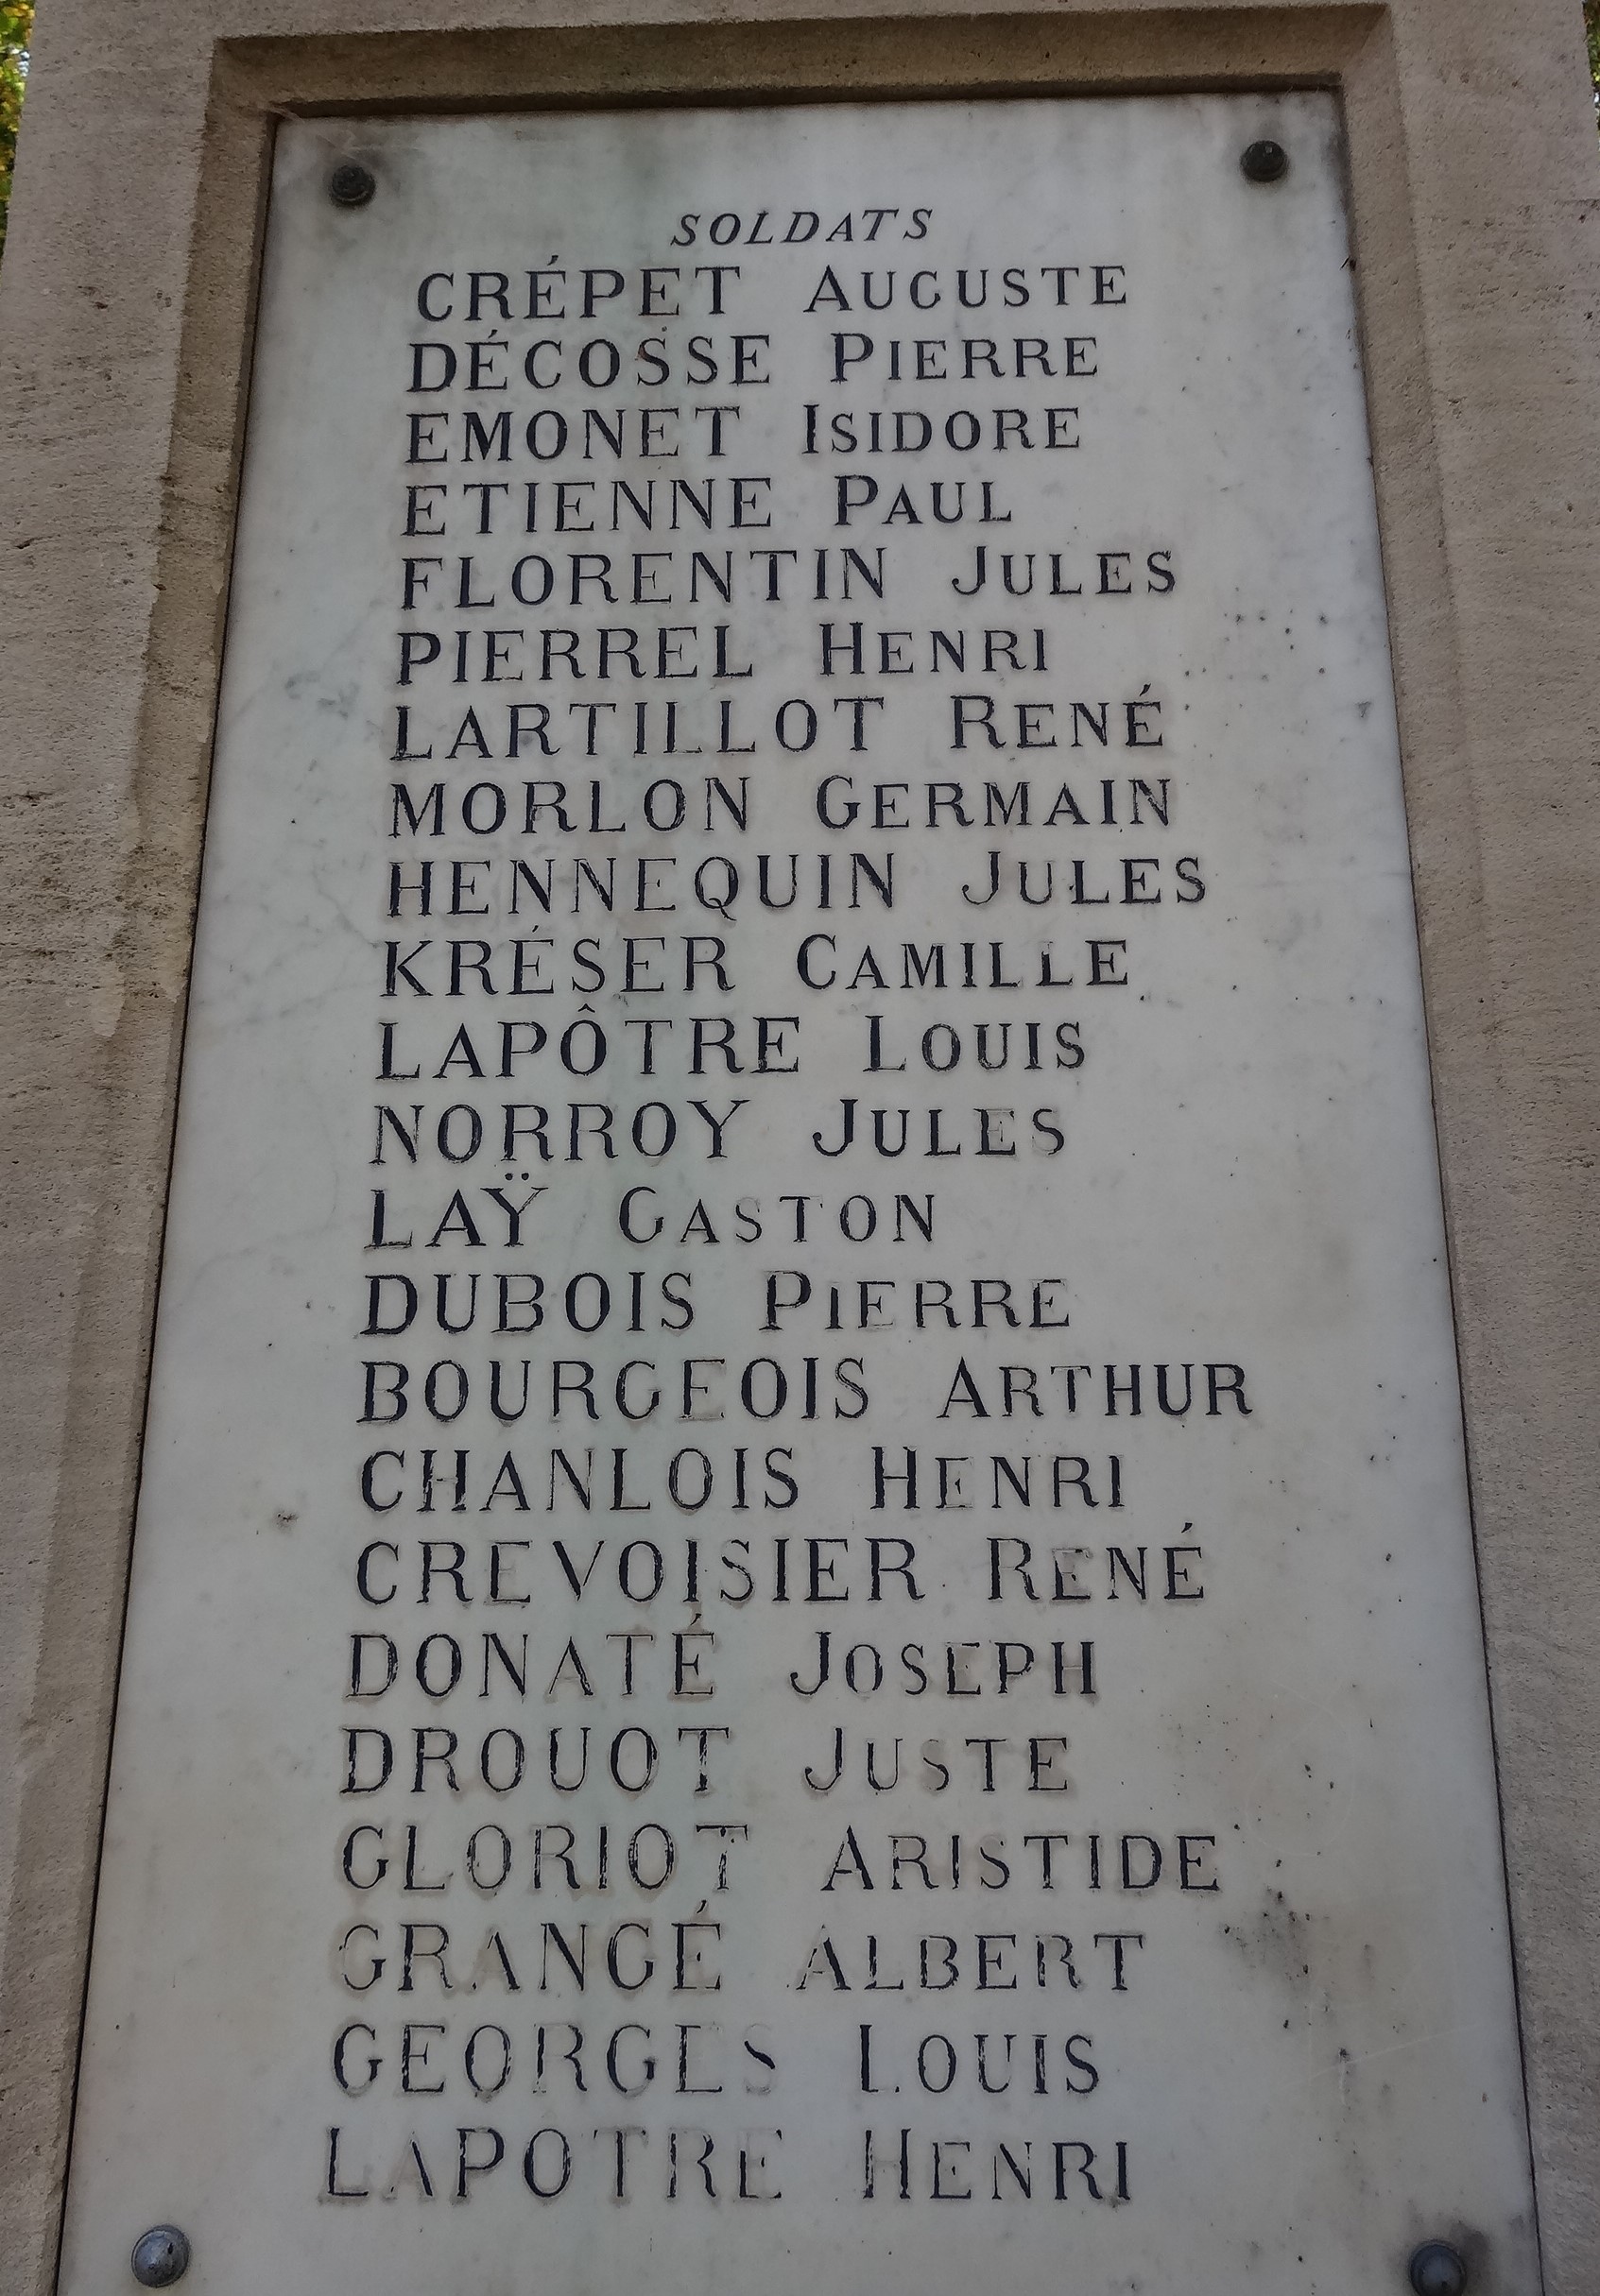 SOLDATS
CRÉPET AUGUSTE
DÉCOSSE PIERRE
EMONET ISIDORE
ETIENNE PAUL
FLORENTIN JULES
PIERREL HENRI
LARTILLOT RENÉ
MORLON GERMAIN
HENNEQUIN JULES
KRÉSER CAMILLE
LAPÔTRE LOUIS
NORROY JULES
LAŸ GASTON
DUBOIS PIERRE
BOURGEOIS ARTHUR
CHANLOIS HENRI
CREVOISIER RENÉ
DONATÉ JOSEPH
DROUOT JUSTE
GLORIOT ARISTIDE
GRANGÉ ALBERT
GEORGES LOUIS
LAPÔTRE HENRI